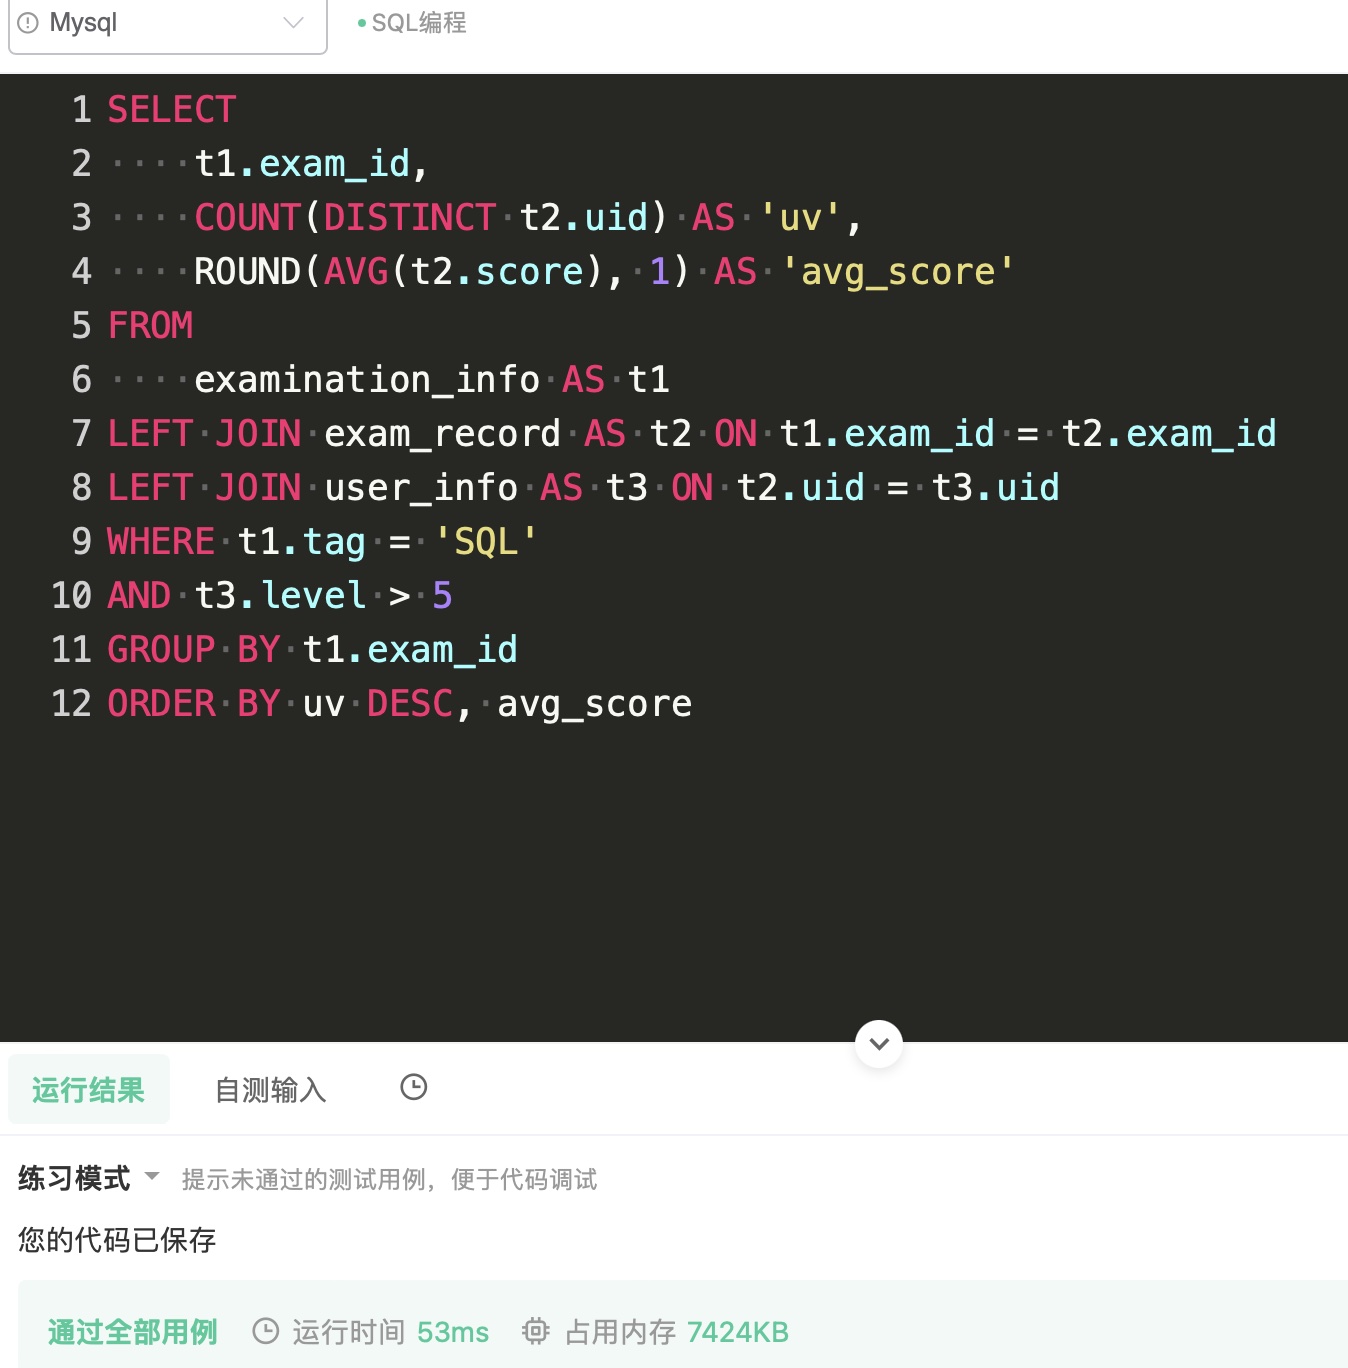 Mysql SQL编程
1 SELECT
2 ····t1.exam_id,
3 ····COUNT(DISTINCT·t2.uid)·AS·'uv',
4 ····ROUND(AVG(t2.score),·1)·AS·'avg_score'
5 FROM
6 ····examination_info·AS·t1
7 LEFT·JOIN·exam_record·AS·t2·ON·t1.exam_id·=·t2.exam_id
8 LEFT·JOIN·user_info·AS·t3·ON·t2.uid·=·t3.uid
9 WHERE·t1.tag·=·'SQL'
10 AND·t3.level·>·5
11 GROUP·BY·t1.exam_id
12 ORDER·BY·uv·DESC,·avg_score
运行结果 自测输入
练习模式 提示未通过的测试用例，便于代码调试
您的代码已保存
通过全部用例 运行时间 53ms 占用内存 7424KB